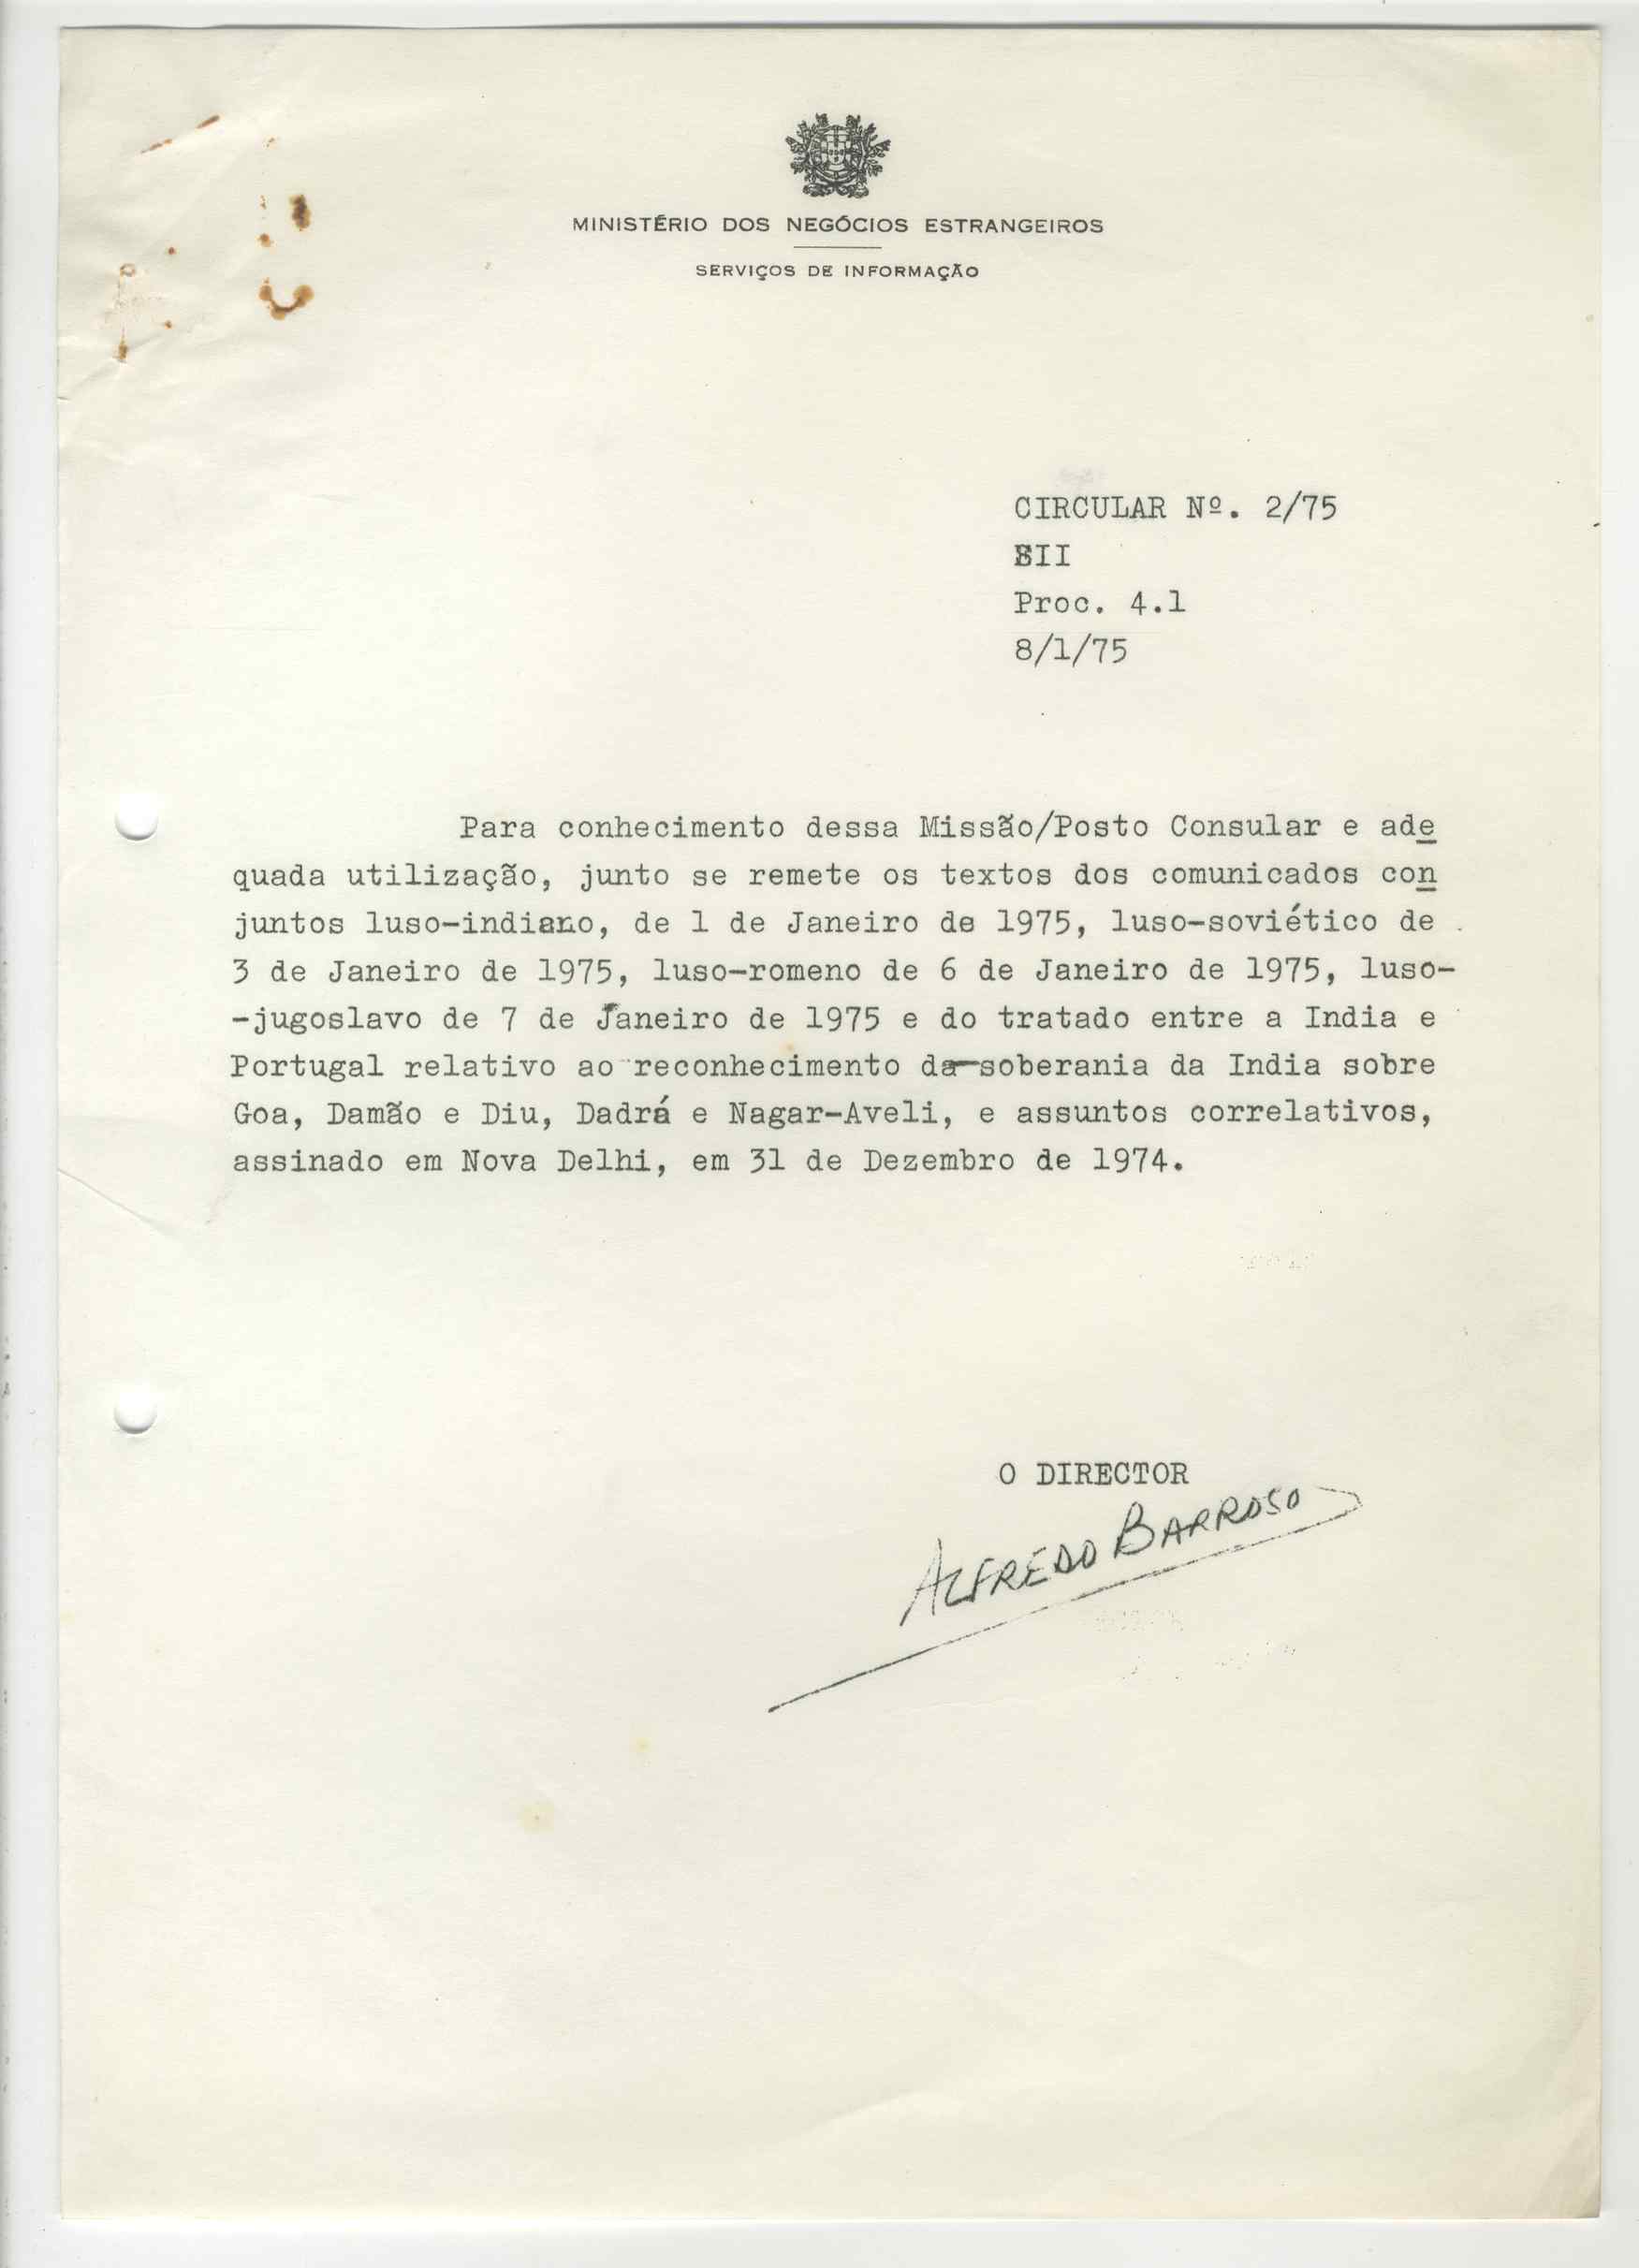 MINISTÉRIO DOS NEGÓCIOS ESTRANGEIROS
SERVIÇOS DE INFORMAÇÃO
CIRCULAR Nº. 2/75
SII
Proc. 4.1
8/1/75
Para conhecimento dessa Missão/Posto Consular e ade
quada utilização, junto se remete os textos dos comunicados con
juntos luso-indiano, de 1 de Janeiro de 1975, luso-soviético de
3 de Janeiro de 1975, luso-romeno de 6 de Janeiro de 1975, luso-
-jugoslavo de 7 de Janeiro de 1975 e do tratado entre a India e
Portugal relativo ao reconhecimento da soberania da India sobre
Goa, Damão e Diu, Dadrá e Nagar-Aveli, e assuntos correlativos,
assinado em Nova Delhi, em 31 de Dezembro de 1974.
O DIRECTOR
ALFREDO BARROSO